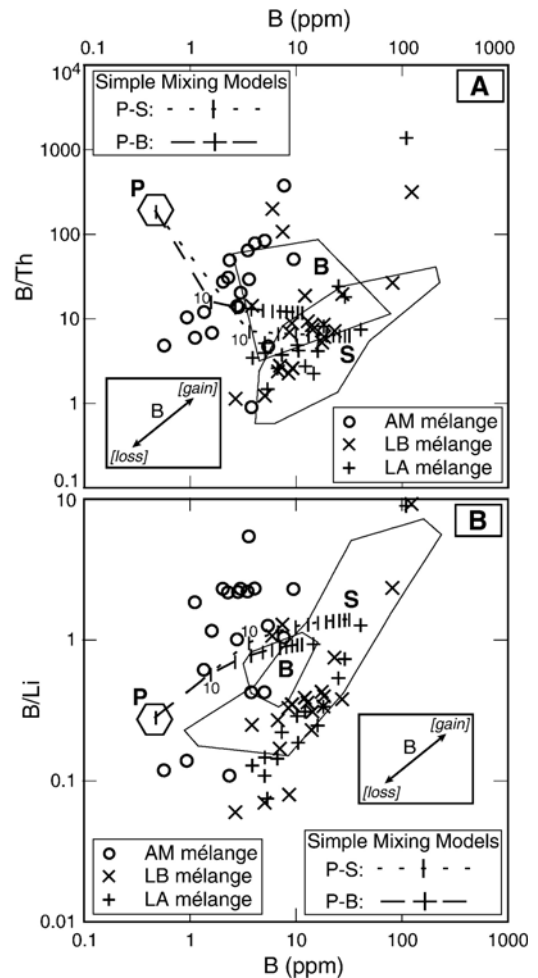 B (ppm)
0.1 1 10 100 1000
10⁴
1000
100
10
1
0.1
B/Th
A
Simple Mixing Models
P-S:
P-B:
P
B
S
10
10
[gain]
B
[loss]
AM mélange
LB mélange
LA mélange
10
1
0.1
0.01
B/Li
B
S
B
P
10
10
[gain]
B
[loss]
AM mélange
LB mélange
LA mélange
Simple Mixing Models
P-S:
P-B:
0.1 1 10 100 1000
B (ppm)